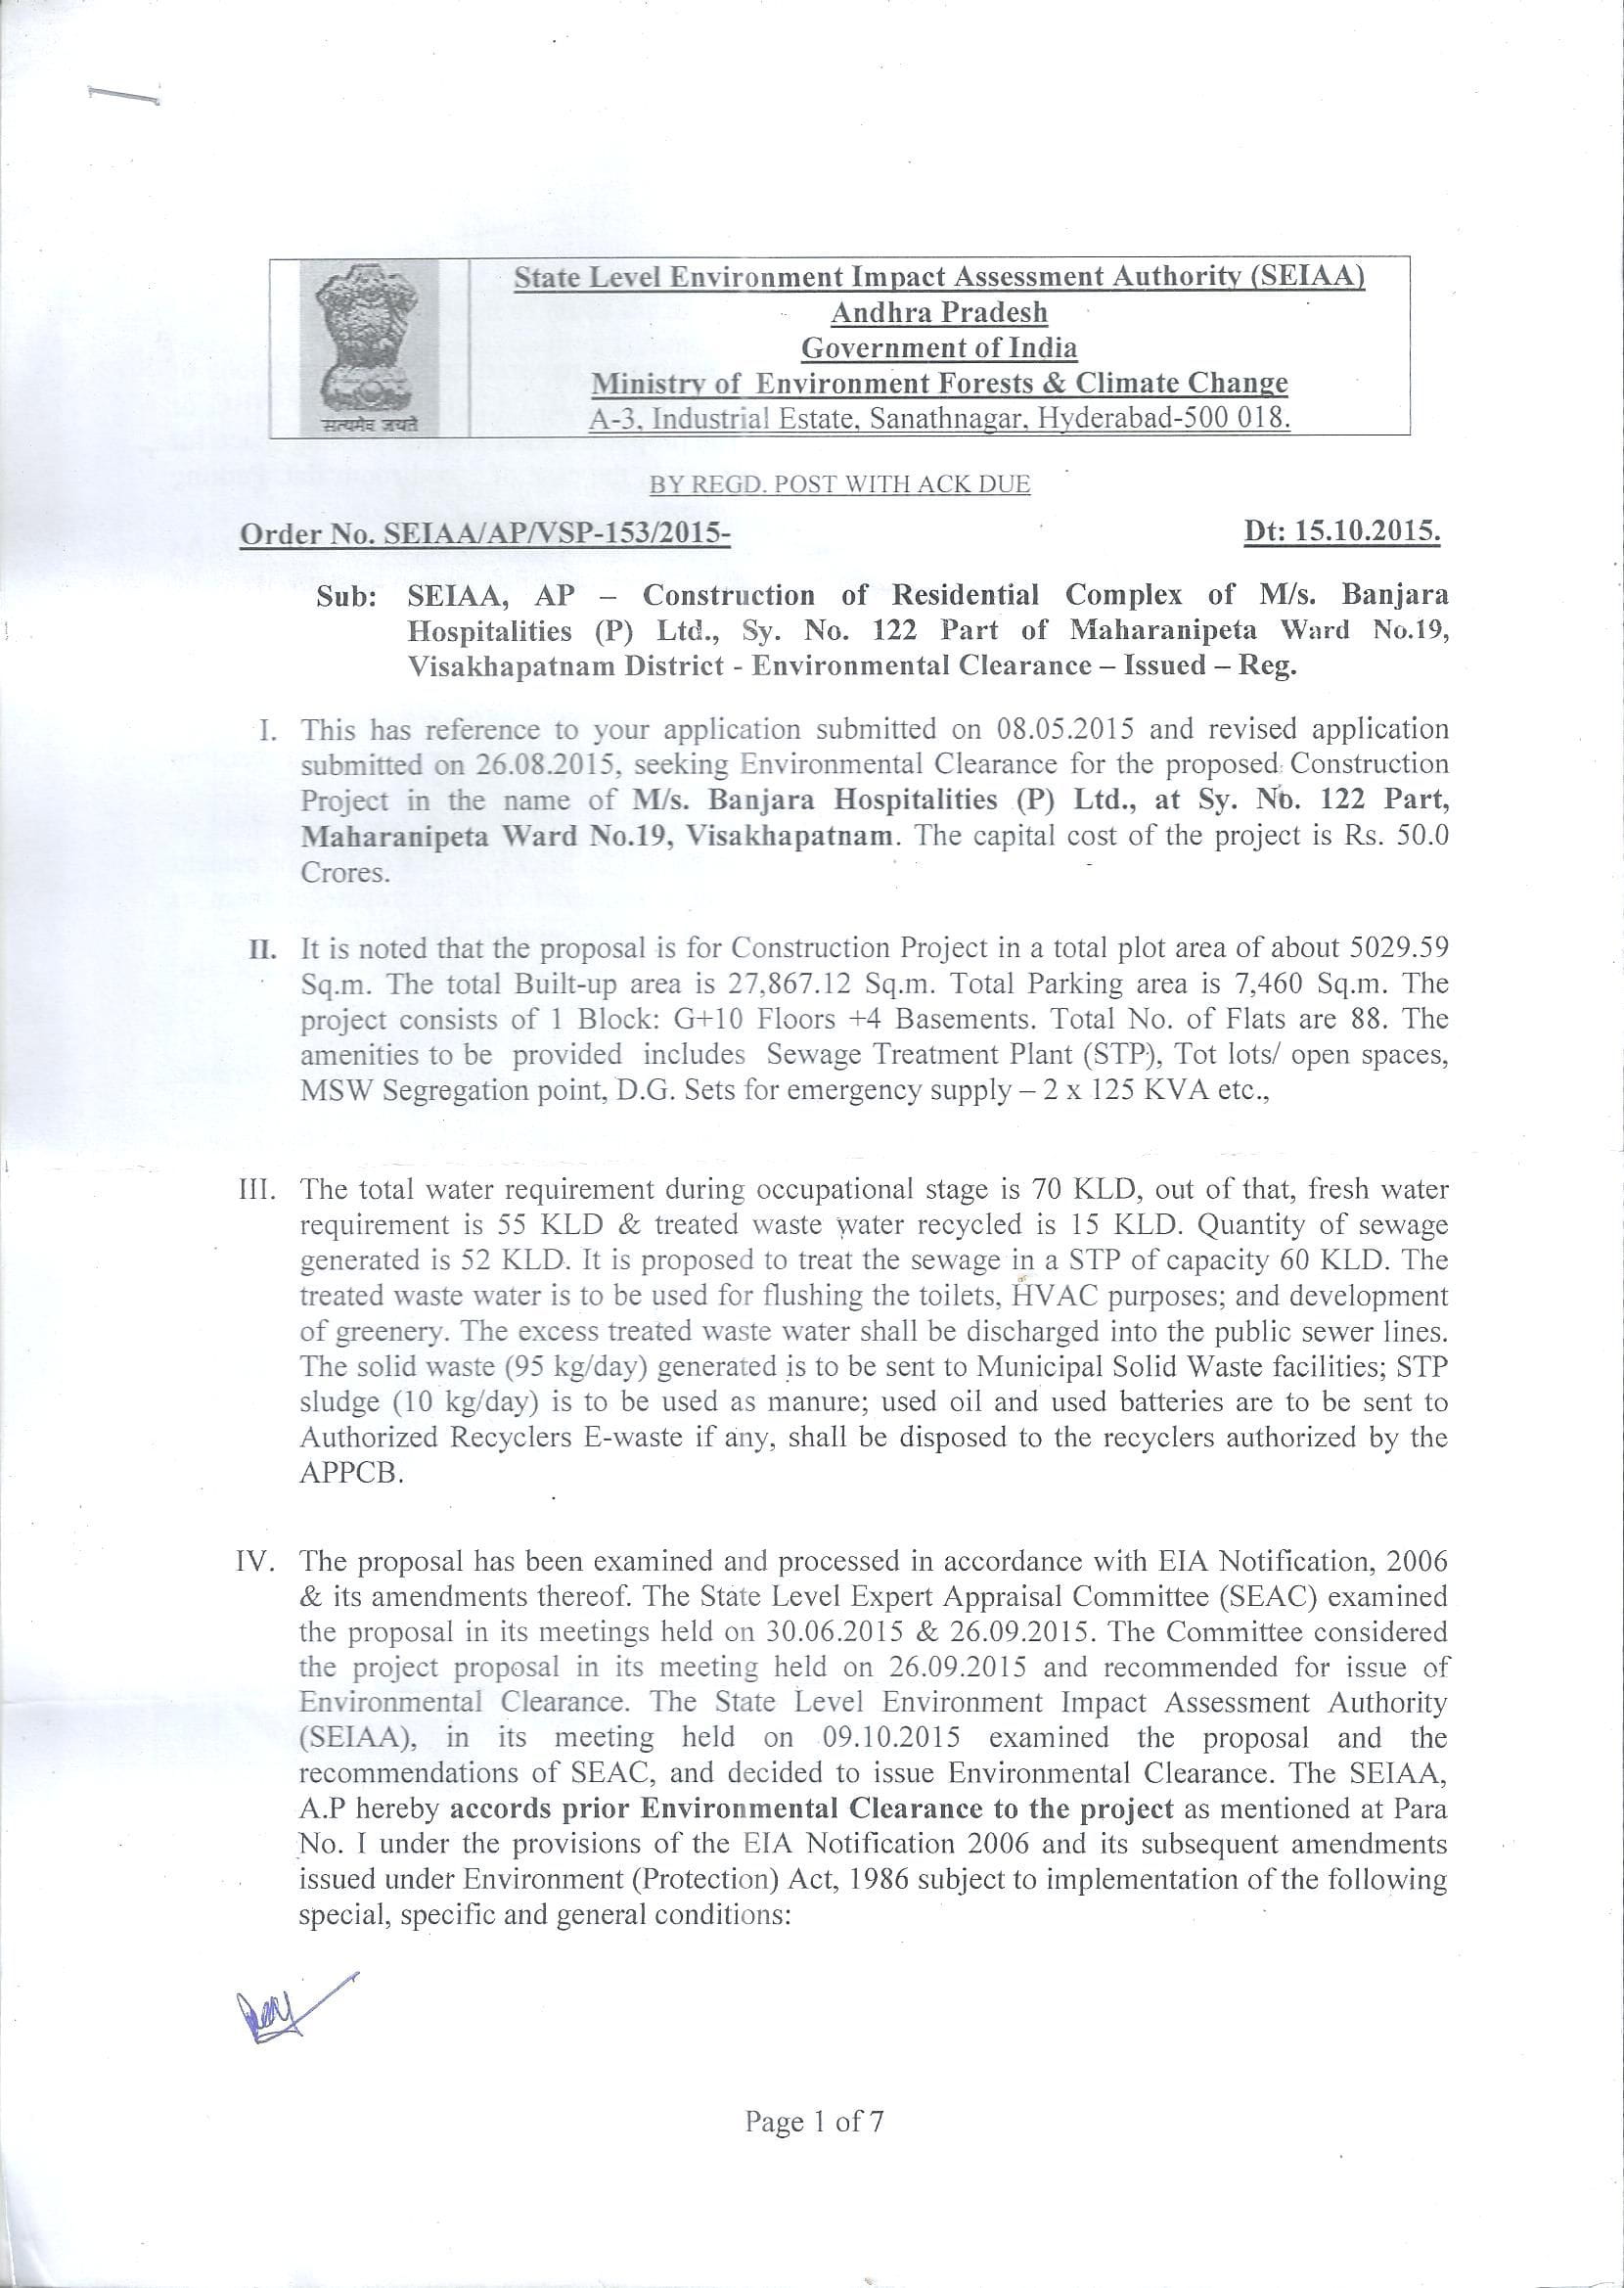 State Level Environment Impact Assessment Authority (SEIAA)
Andhra Pradesh
Government of India
Ministry of Environment Forests & Climate Change
A-3, Industrial Estate, Sanathnagar, Hyderabad-500 018.
सत्यमेव जयते
BY REGD. POST WITH ACK DUE
Order No. SEIAA/AP/VSP-153/2015- Dt: 15.10.2015.
Sub: SEIAA, AP – Construction of Residential Complex of M/s. Banjara
Hospitalities (P) Ltd., Sy. No. 122 Part of Maharanipeta Ward No.19,
Visakhapatnam District - Environmental Clearance – Issued – Reg.
I. This has reference to your application submitted on 08.05.2015 and revised application
submitted on 26.08.2015, seeking Environmental Clearance for the proposed Construction
Project in the name of M/s. Banjara Hospitalities (P) Ltd., at Sy. No. 122 Part,
Maharanipeta Ward No.19, Visakhapatnam. The capital cost of the project is Rs. 50.0
Crores.
II. It is noted that the proposal is for Construction Project in a total plot area of about 5029.59
Sq.m. The total Built-up area is 27,867.12 Sq.m. Total Parking area is 7,460 Sq.m. The
project consists of 1 Block: G+10 Floors +4 Basements. Total No. of Flats are 88. The
amenities to be provided includes Sewage Treatment Plant (STP), Tot lots/ open spaces,
MSW Segregation point, D.G. Sets for emergency supply – 2 x 125 KVA etc.,
III. The total water requirement during occupational stage is 70 KLD, out of that, fresh water
requirement is 55 KLD & treated waste water recycled is 15 KLD. Quantity of sewage
generated is 52 KLD. It is proposed to treat the sewage in a STP of capacity 60 KLD. The
treated waste water is to be used for flushing the toilets, HVAC purposes; and development
of greenery. The excess treated waste water shall be discharged into the public sewer lines.
The solid waste (95 kg/day) generated is to be sent to Municipal Solid Waste facilities; STP
sludge (10 kg/day) is to be used as manure; used oil and used batteries are to be sent to
Authorized Recyclers E-waste if any, shall be disposed to the recyclers authorized by the
APPCB.
IV. The proposal has been examined and processed in accordance with EIA Notification, 2006
& its amendments thereof. The State Level Expert Appraisal Committee (SEAC) examined
the proposal in its meetings held on 30.06.2015 & 26.09.2015. The Committee considered
the project proposal in its meeting held on 26.09.2015 and recommended for issue of
Environmental Clearance. The State Level Environment Impact Assessment Authority
(SEIAA), in its meeting held on 09.10.2015 examined the proposal and the
recommendations of SEAC, and decided to issue Environmental Clearance. The SEIAA,
A.P hereby accords prior Environmental Clearance to the project as mentioned at Para
No. I under the provisions of the EIA Notification 2006 and its subsequent amendments
issued under Environment (Protection) Act, 1986 subject to implementation of the following
special, specific and general conditions:
Page 1 of 7